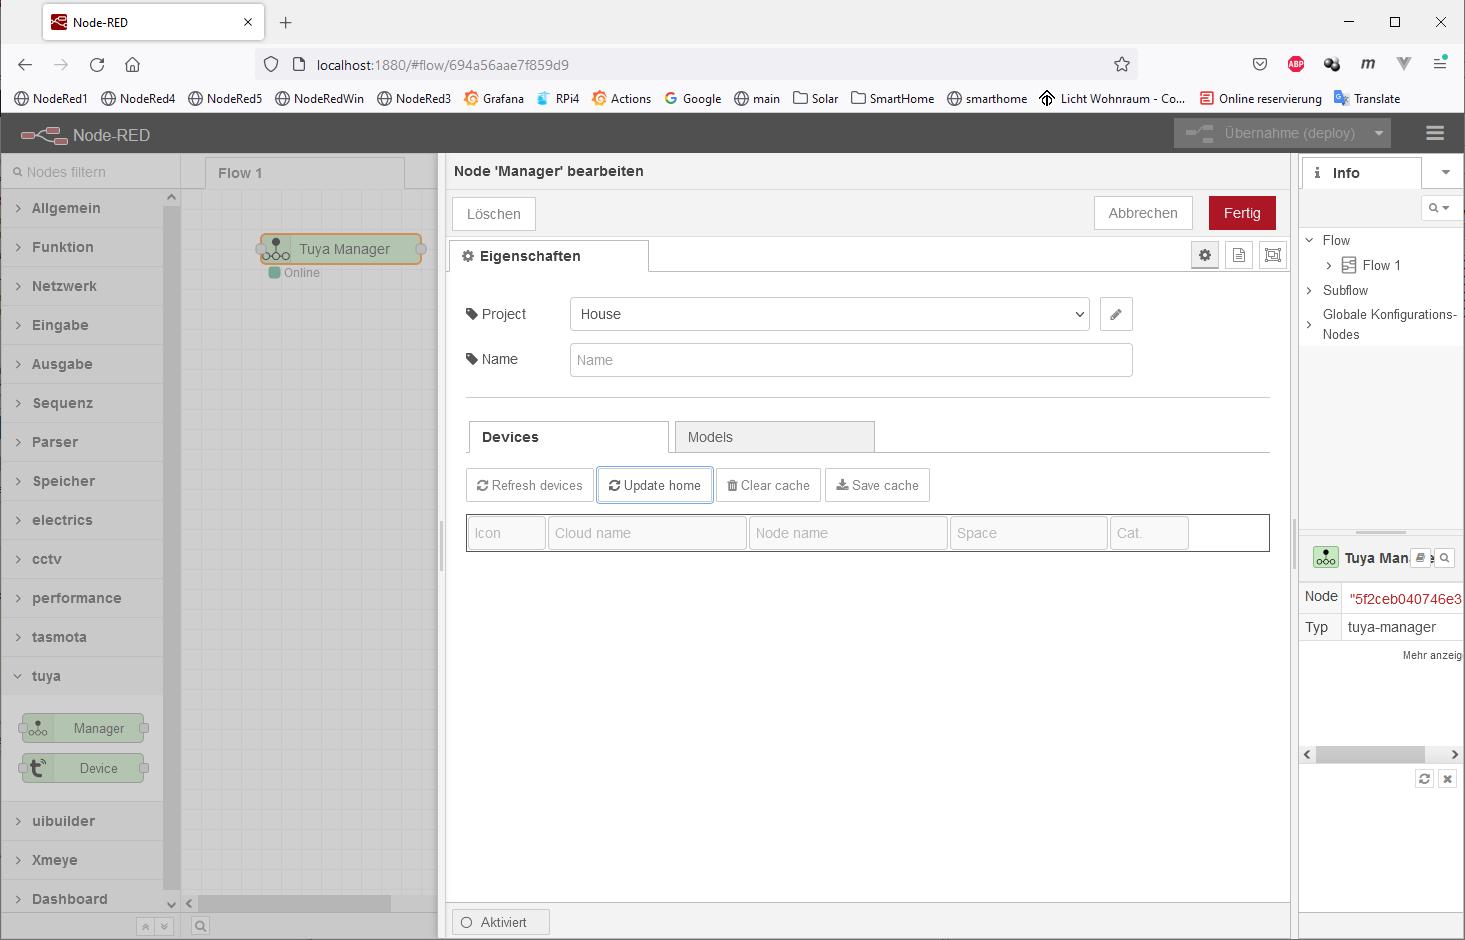 Node-RED
localhost:1880/#flow/694a56aae7f859d9
ABP
m
NodeRed1 NodeRed4 NodeRed5 NodeRedWin NodeRed3 Grafana RPi4 Actions Google main Solar SmartHome smarthome Licht Wohnraum - Co... Online reservierung Translate
Node-RED
Übernahme (deploy)
Nodes filtern
Allgemein
Funktion
Netzwerk
Eingabe
Ausgabe
Sequenz
Parser
Speicher
electrics
cctv
performance
tasmota
tuya
Manager
Device
uibuilder
Xmeye
Dashboard
Flow 1
Tuya Manager
Online
Node 'Manager' bearbeiten
Löschen
Abbrechen
Fertig
Eigenschaften
Project
House
Name
Name
Devices
Models
Refresh devices Update home Clear cache Save cache
Icon Cloud name Node name Space Cat.
Aktiviert
Info
Flow
Flow 1
Subflow
Globale Konfigurations-
Nodes
Tuya Man
Node "5f2ceb040746e3
Typ tuya-manager
Mehr anzeig